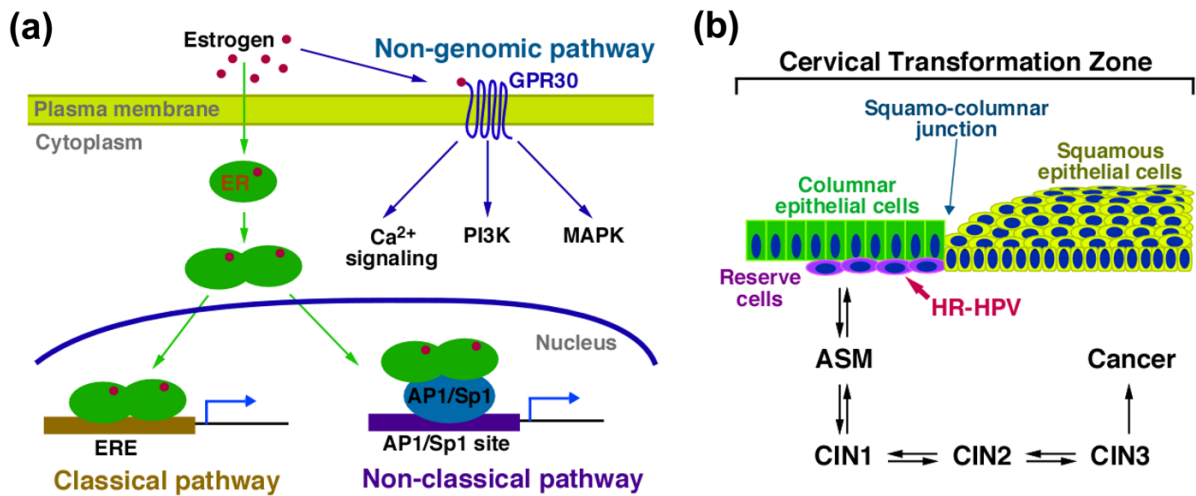 (a)
Estrogen
Non-genomic pathway
GPR30
Plasma membrane
Cytoplasm
ER
Ca2+
signaling
PI3K
MAPK
Nucleus
AP1/Sp1
ERE
AP1/Sp1 site
Classical pathway
Non-classical pathway
(b)
Cervical Transformation Zone
Squamo-columnar
junction
Squamous
epithelial cells
Columnar
epithelial cells
Reserve
cells
HR-HPV
ASM
Cancer
CIN1
CIN2
CIN3